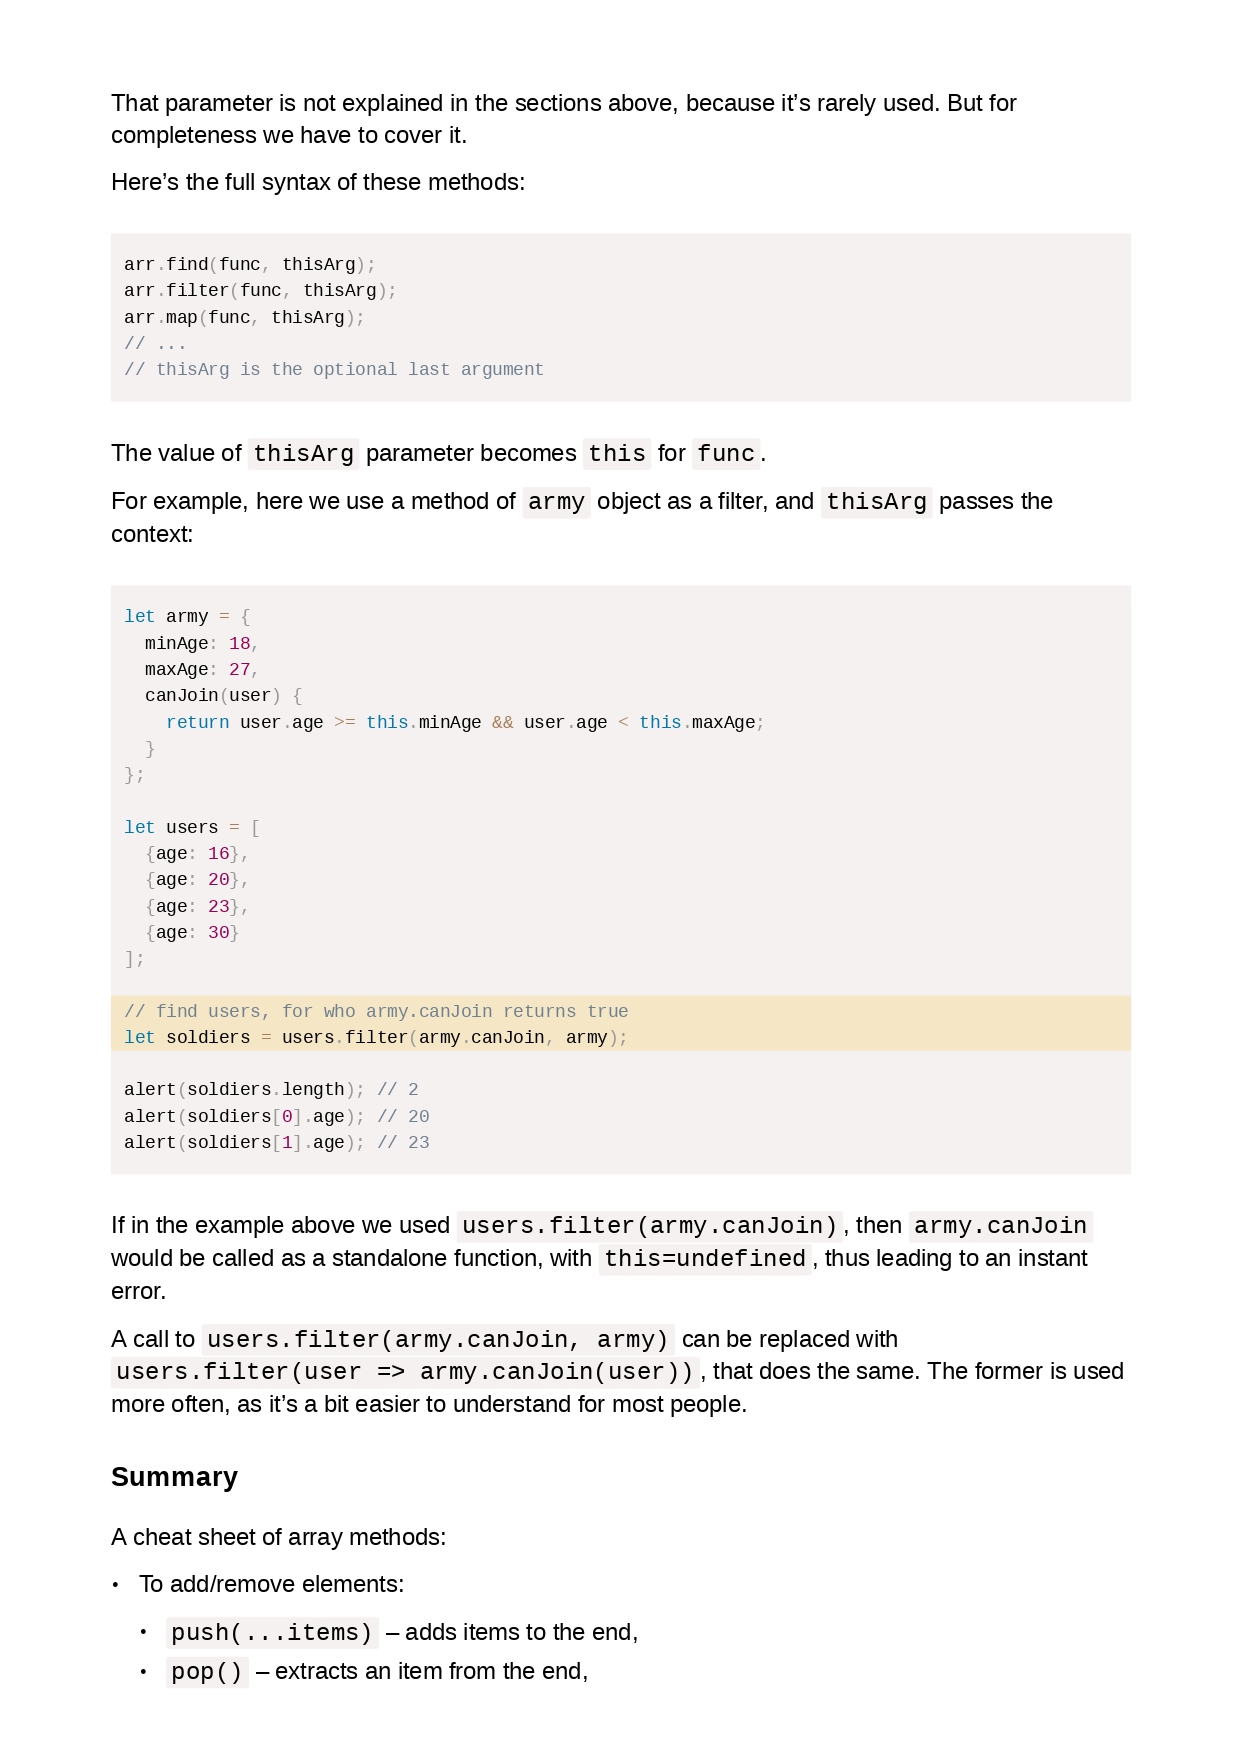 That parameter is not explained in the sections above, because it’s rarely used. But for
completeness we have to cover it.
Here’s the full syntax of these methods:
arr.find(func, thisArg);
arr.filter(func, thisArg);
arr.map(func, thisArg);
// ...
// thisArg is the optional last argument
The value of thisArg parameter becomes this for func.
For example, here we use a method of army object as a filter, and thisArg passes the
context:
let army = {
  minAge: 18,
  maxAge: 27,
  canJoin(user) {
    return user.age >= this.minAge && user.age < this.maxAge;
  }
};
let users = [
  {age: 16},
  {age: 20},
  {age: 23},
  {age: 30}
];
// find users, for who army.canJoin returns true
let soldiers = users.filter(army.canJoin, army);
alert(soldiers.length); // 2
alert(soldiers[0].age); // 20
alert(soldiers[1].age); // 23
If in the example above we used users.filter(army.canJoin), then army.canJoin
would be called as a standalone function, with this=undefined, thus leading to an instant
error.
A call to users.filter(army.canJoin, army) can be replaced with
users.filter(user => army.canJoin(user)), that does the same. The former is used
more often, as it’s a bit easier to understand for most people.
Summary
A cheat sheet of array methods:
• To add/remove elements:
• push(...items) – adds items to the end,
• pop() – extracts an item from the end,